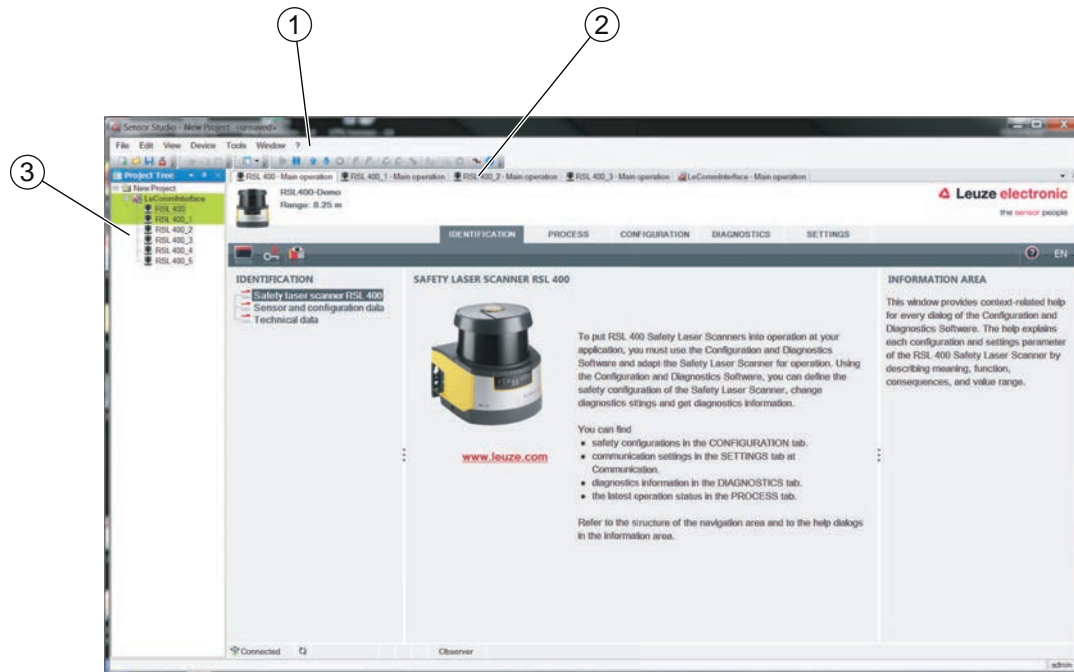 1
2
3
Sensor Studio - New Project <unsaved>
File Edit View Device Tools Window ?
Project Tree
New Project
LeCommInterface
RSL 400
RSL 400_1
RSL 400_2
RSL 400_3
RSL 400_4
RSL 400_5
RSL 400 - Main operation RSL 400_1 - Main operation RSL 400_2 - Main operation RSL 400_3 - Main operation LeCommInterface - Main operation
RSL400-Demo
Range: 8.25 m
Leuze electronic
the sensor people
IDENTIFICATION PROCESS CONFIGURATION DIAGNOSTICS SETTINGS
? EN
IDENTIFICATION
Safety laser scanner RSL 400
Sensor and configuration data
Technical data
SAFETY LASER SCANNER RSL 400
www.leuze.com
To put RSL 400 Safety Laser Scanners into operation at your
application, you must use the Configuration and Diagnostics
Software and adapt the Safety Laser Scanner for operation. Using
the Configuration and Diagnostics Software, you can define the
safety configuration of the Safety Laser Scanner, change
diagnostics sttings and get diagnostics information.
You can find
• safety configurations in the CONFIGURATION tab.
• communication settings in the SETTINGS tab at
Communication.
• diagnostics information in the DIAGNOSTICS tab.
• the latest operation status in the PROCESS tab.
Refer to the structure of the navigation area and to the help dialogs
in the information area.
INFORMATION AREA
This window provides context-related help
for every dialog of the Configuration and
Diagnostics Software. The help explains
each configuration and settings parameter
of the RSL 400 Safety Laser Scanner by
describing meaning, function,
consequences, and value range.
Connected Observer
admin